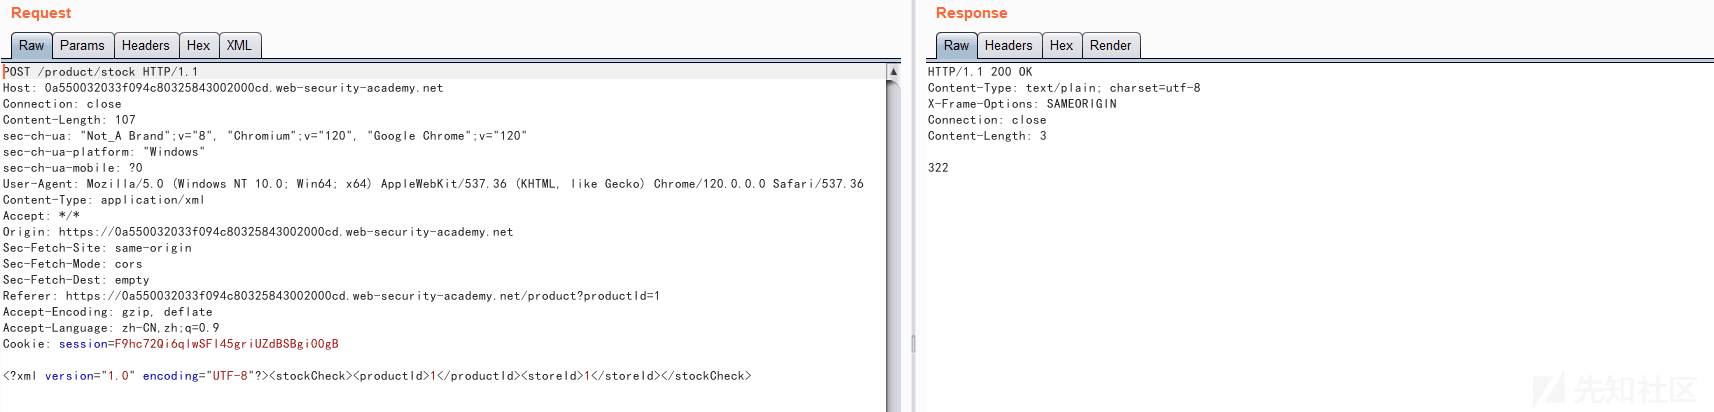 Request
Raw Params Headers Hex XML
POST /product/stock HTTP/1.1
Host: 0a550032033f094c80325843002000cd.web-security-academy.net
Connection: close
Content-Length: 107
sec-ch-ua: "Not_A Brand";v="8", "Chromium";v="120", "Google Chrome";v="120"
sec-ch-ua-platform: "Windows"
sec-ch-ua-mobile: ?0
User-Agent: Mozilla/5.0 (Windows NT 10.0; Win64; x64) AppleWebKit/537.36 (KHTML, like Gecko) Chrome/120.0.0.0 Safari/537.36
Content-Type: application/xml
Accept: */*
Origin: https://0a550032033f094c80325843002000cd.web-security-academy.net
Sec-Fetch-Site: same-origin
Sec-Fetch-Mode: cors
Sec-Fetch-Dest: empty
Referer: https://0a550032033f094c80325843002000cd.web-security-academy.net/product?productId=1
Accept-Encoding: gzip, deflate
Accept-Language: zh-CN,zh;q=0.9
Cookie: session=F9hc72Qi6qlwSFl45griUZdBSBgi00gB
<?xml version="1.0" encoding="UTF-8"?><stockCheck><productId>1</productId><storeId>1</storeId></stockCheck>
Response
Raw Headers Hex Render
HTTP/1.1 200 OK
Content-Type: text/plain; charset=utf-8
X-Frame-Options: SAMEORIGIN
Connection: close
Content-Length: 3
322
先知社区